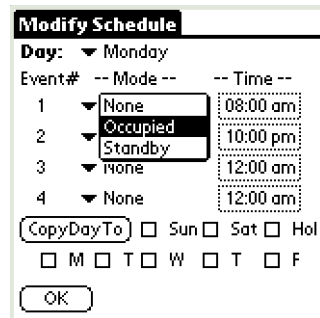 Modify Schedule
Day: Monday
Event# -- Mode -- -- Time --
1 None 08:00 am
2 Occupied 10:00 pm
Standby
3 None 12:00 am
4 None 12:00 am
CopyDayTo Sun Sat Hol
M T W T F
OK